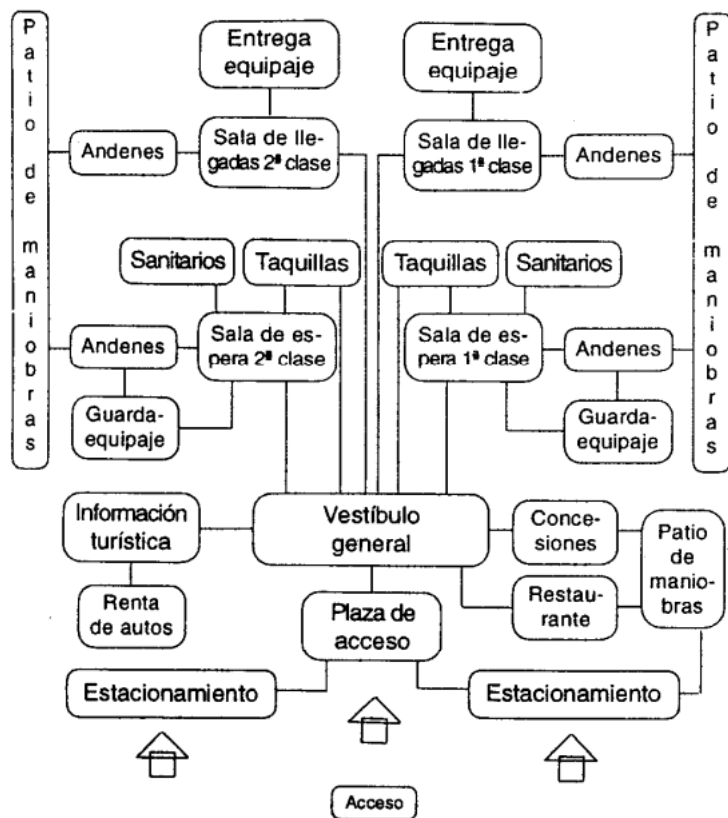 Patio de maniobras
Entrega
equipaje
Entrega
equipaje
Patio de maniobras
Andenes
Sala de lle-
gadas 2ª clase
Sala de lle-
gadas 1ª clase
Andenes
Sanitarios
Taquillas
Taquillas
Sanitarios
Andenes
Sala de es-
pera 2ª clase
Sala de es-
pera 1ª clase
Andenes
Guarda-
equipaje
Guarda-
equipaje
Información
turística
Vestíbulo
general
Conce-
siones
Patio
de
manio-
bras
Renta
de autos
Plaza de
acceso
Restau-
rante
Estacionamiento
Estacionamiento
Acceso